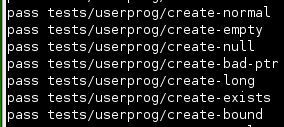 pass tests/userprog/create-normal
pass tests/userprog/create-empty
pass tests/userprog/create-null
pass tests/userprog/create-bad-ptr
pass tests/userprog/create-long
pass tests/userprog/create-exists
pass tests/userprog/create-bound